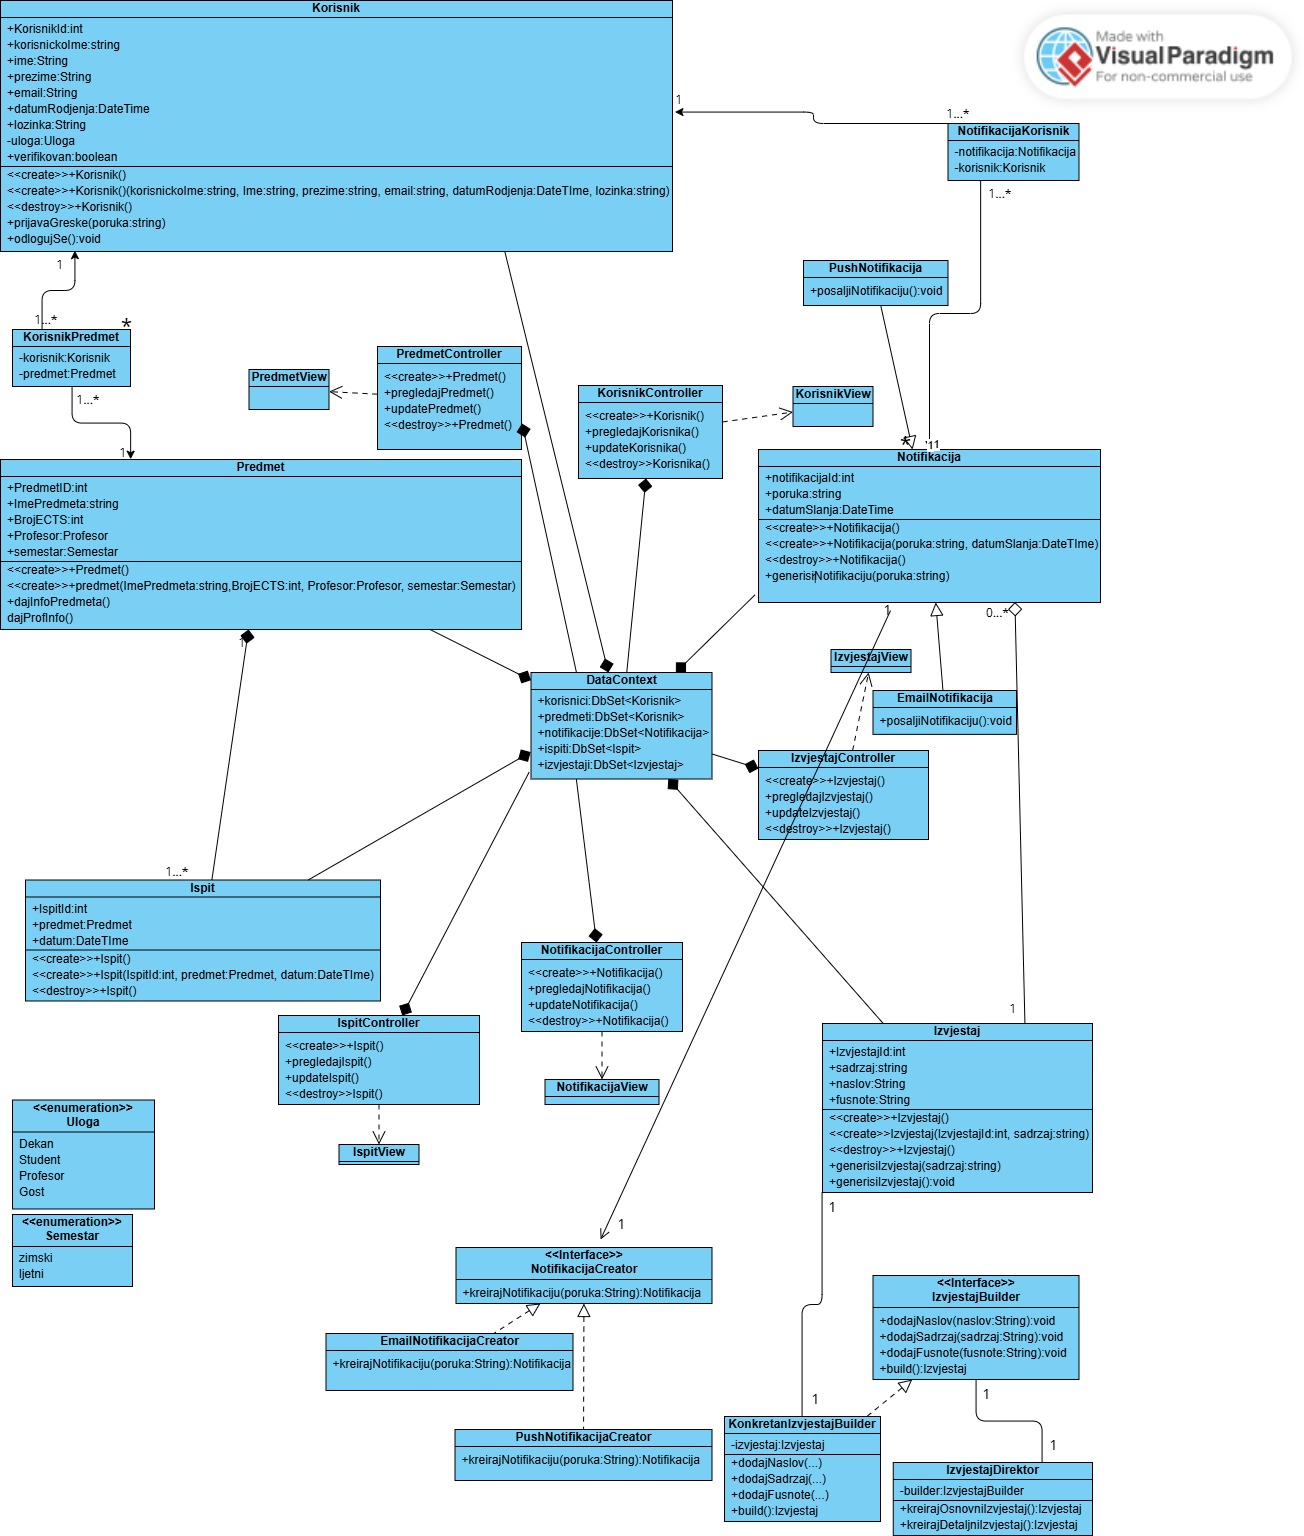 Korisnik
+KorisnikId:int
+korisnickoIme:string
+ime:String
+prezime:String
+email:String
+datumRodjenja:DateTime
+lozinka:String
-uloga:Uloga
+verifikovan:boolean
<<create>>+Korisnik()
<<create>>+Korisnik()(korisnickoIme:string, Ime:string, prezime:string, email:string, datumRodjenja:DateTIme, lozinka:string)
<<destroy>>+Korisnik()
+prijavaGreske(poruka:string)
+odlogujSe():void
Made with
Visual Paradigm
For non-commercial use
1
1...*
NotifikacijaKorisnik
-notifikacija:Notifikacija
-korisnik:Korisnik
1...*
PushNotifikacija
+posaljiNotifikaciju():void
1
1...*
*
KorisnikPredmet
-korisnik:Korisnik
-predmet:Predmet
1...*
1
PredmetView
PredmetController
<<create>>+Predmet()
+pregledajPredmet()
+updatePredmet()
<<destroy>>+Predmet()
KorisnikController
<<create>>+Korisnik()
+pregledajKorisnika()
+updateKorisnika()
<<destroy>>Korisnika()
KorisnikView
*
Notifikacija
+notifikacijaId:int
+poruka:string
+datumSlanja:DateTime
<<create>>+Notifikacija()
<<create>>+Notifikacija(poruka:string, datumSlanja:DateTIme)
<<destroy>>+Notifikacija()
+generisiNotifikaciju(poruka:string)
1
0...*
Predmet
+PredmetID:int
+ImePredmeta:string
+BrojECTS:int
+Profesor:Profesor
+semestar:Semestar
<<create>>+Predmet()
<<create>>+predmet(ImePredmeta:string,BrojECTS:int, Profesor:Profesor, semestar:Semestar)
+dajInfoPredmeta()
dajProfInfo()
1
IzvjestajView
EmailNotifikacija
+posaljiNotifikaciju():void
DataContext
+korisnici:DbSet<Korisnik>
+predmeti:DbSet<Korisnik>
+notifikacije:DbSet<Notifikacija>
+ispiti:DbSet<Ispit>
+izvjestaji:DbSet<Izvjestaj>
IzvjestajController
<<create>>+Izvjestaj()
+pregledajIzvjestaj()
+updateIzvjestaj()
<<destroy>>+Izvjestaj()
1...*
Ispit
+IspitId:int
+predmet:Predmet
+datum:DateTIme
<<create>>+Ispit()
<<create>>+Ispit(IspitId:int, predmet:Predmet, datum:DateTIme)
<<destroy>>+Ispit()
NotifikacijaController
<<create>>+Notifikacija()
+pregledajNotifikacija()
+updateNotifikacija()
<<destroy>>+Notifikacija()
NotifikacijaView
IspitController
<<create>>+Ispit()
+pregledajIspit()
+updateIspit()
<<destroy>>Ispit()
IspitView
1
Izvjestaj
+IzvjestajId:int
+sadrzaj:string
+naslov:String
+fusnote:String
<<create>>+Izvjestaj()
<<create>>Izvjestaj(IzvjestajId:int, sadrzaj:string)
<<destroy>>+Izvjestaj()
+generisiIzvjestaj(sadrzaj:string)
+generisiIzvjestaj():void
1
<<enumeration>>
Uloga
Dekan
Student
Profesor
Gost
<<enumeration>>
Semestar
zimski
ljetni
1
<<Interface>>
NotifikacijaCreator
+kreirajNotifikaciju(poruka:String):Notifikacija
EmailNotifikacijaCreator
+kreirajNotifikaciju(poruka:String):Notifikacija
PushNotifikacijaCreator
+kreirajNotifikaciju(poruka:String):Notifikacija
<<Interface>>
IzvjestajBuilder
+dodajNaslov(naslov:String):void
+dodajSadrzaj(sadrzaj:String):void
+dodajFusnote(fusnote:String):void
+build():Izvjestaj
1
1
KonkretanIzvjestajBuilder
-izvjestaj:Izvjestaj
+dodajNaslov(...)
+dodajSadrzaj(...)
+dodajFusnote(...)
+build():Izvjestaj
1
IzvjestajDirektor
-builder:IzvjestajBuilder
+kreirajOsnovniIzvjestaj():Izvjestaj
+kreirajDetaljniIzvjestaj():Izvjestaj